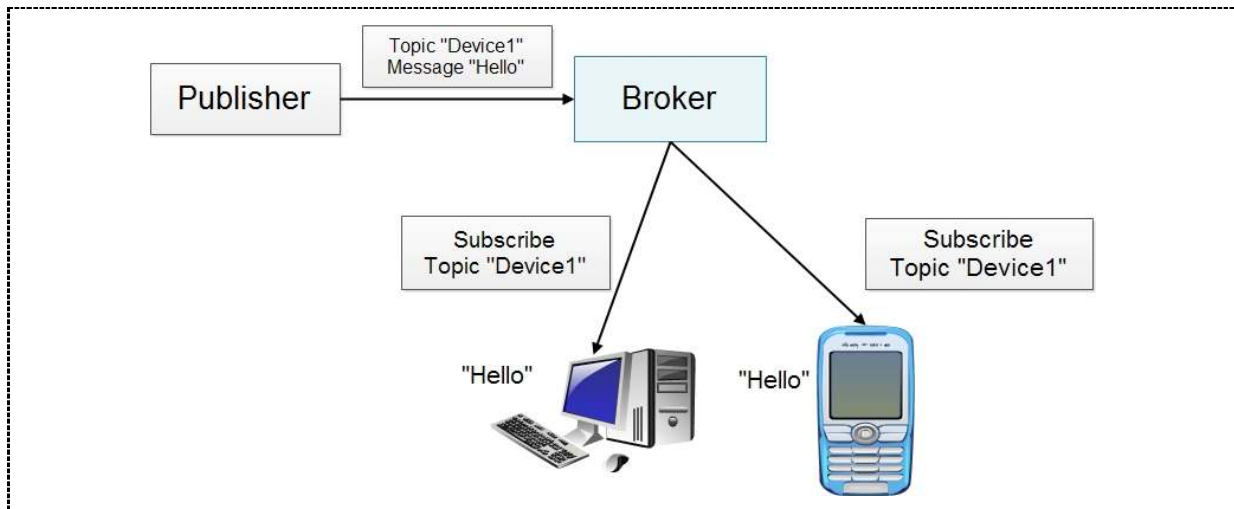 Topic "Device1"
Message "Hello"
Publisher
Broker
Subscribe
Topic "Device1"
Subscribe
Topic "Device1"
"Hello"
"Hello"